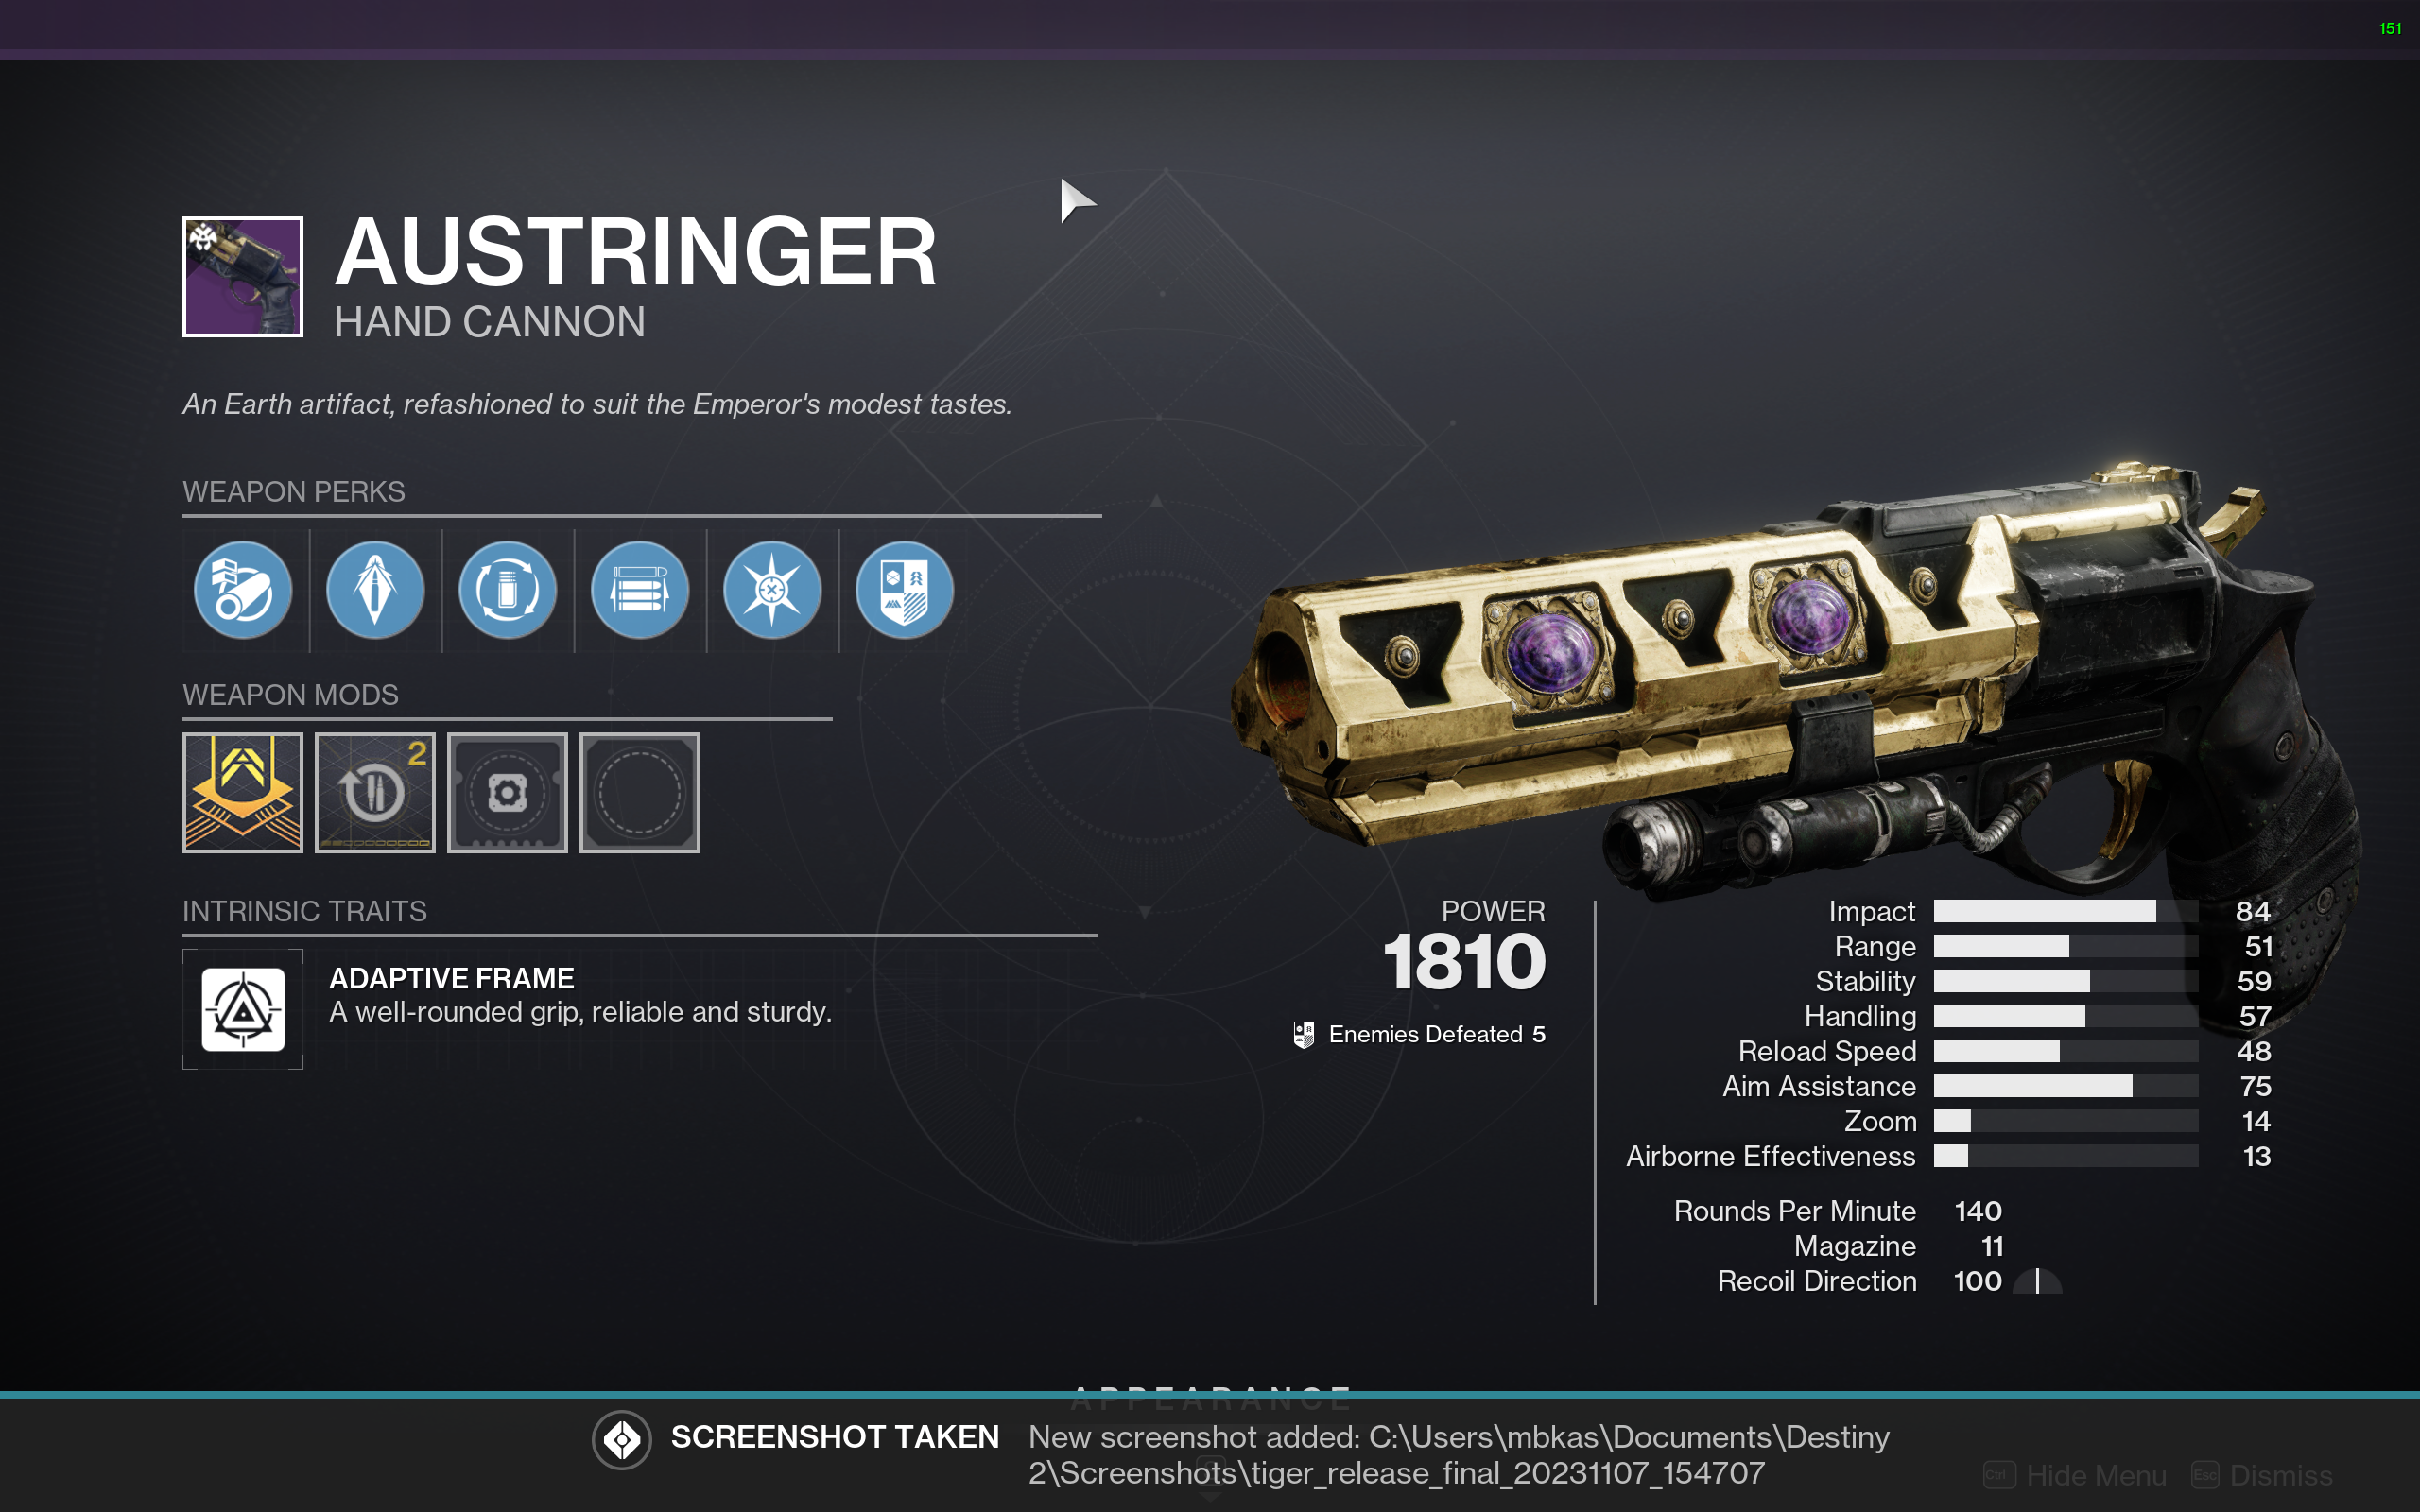 151
AUSTRINGER
HAND CANNON
An Earth artifact, refashioned to suit the Emperor's modest tastes.
WEAPON PERKS
WEAPON MODS
2
INTRINSIC TRAITS
ADAPTIVE FRAME
A well-rounded grip, reliable and sturdy.
POWER
1810
Enemies Defeated 5
Impact 84
Range 51
Stability 59
Handling 57
Reload Speed 48
Aim Assistance 75
Zoom 14
Airborne Effectiveness 13
Rounds Per Minute 140
Magazine 11
Recoil Direction 100
APPEARANCE
SCREENSHOT TAKEN
New screenshot added: C:\Users\mbkas\Documents\Destiny
2\Screenshots\tiger_release_final_20231107_154707
Ctrl Hide Menu Esc Dismiss